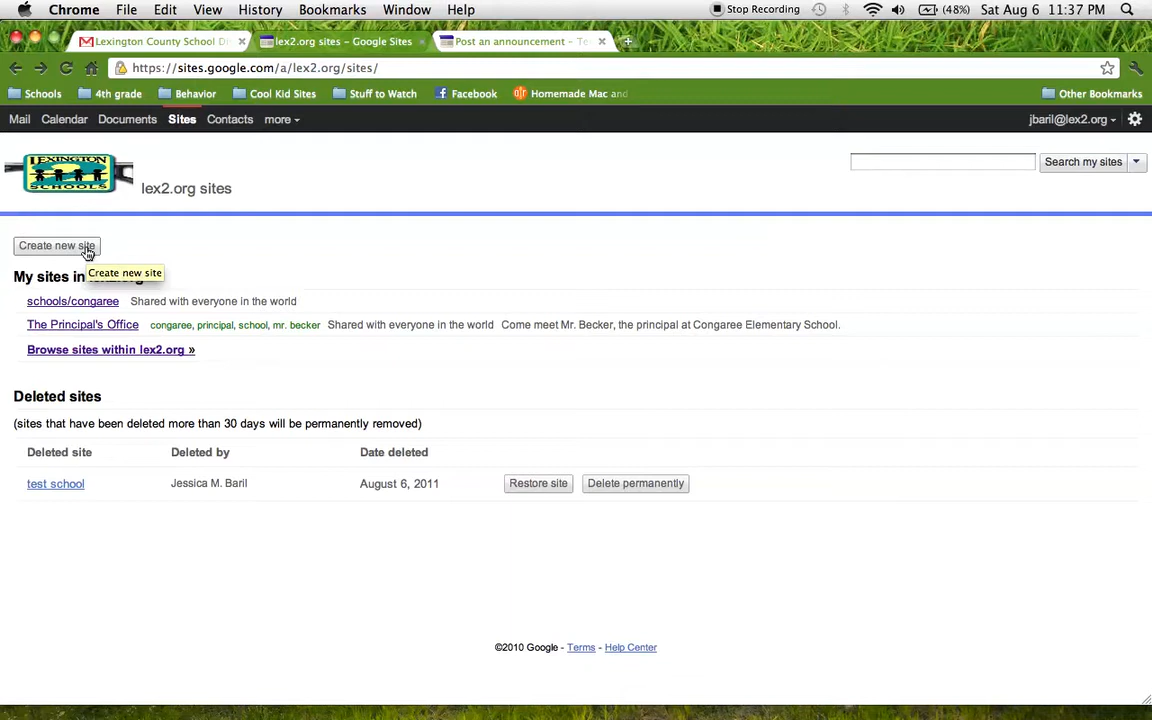 Chrome File Edit View History Bookmarks Window Help Stop Recording (48%) Sat Aug 6 11:37 PM
Lexington County School D lex2.org sites – Google Sites Post an announcement - Te
https://sites.google.com/a/lex2.org/sites/
Schools 4th grade Behavior Cool Kid Sites Stuff to Watch Facebook Homemade Mac and Other Bookmarks
Mail Calendar Documents Sites Contacts more jbaril@lex2.org
LEXINGTON
SCHOOLS
lex2.org sites
Search my sites
Create new site
Create new site
My sites in lex2.org
schools/congaree Shared with everyone in the world
The Principal's Office congaree, principal, school, mr. becker Shared with everyone in the world Come meet Mr. Becker, the principal at Congaree Elementary School.
Browse sites within lex2.org »
Deleted sites
(sites that have been deleted more than 30 days will be permanently removed)
Deleted site Deleted by Date deleted
test school Jessica M. Baril August 6, 2011 Restore site Delete permanently
©2010 Google - Terms - Help Center